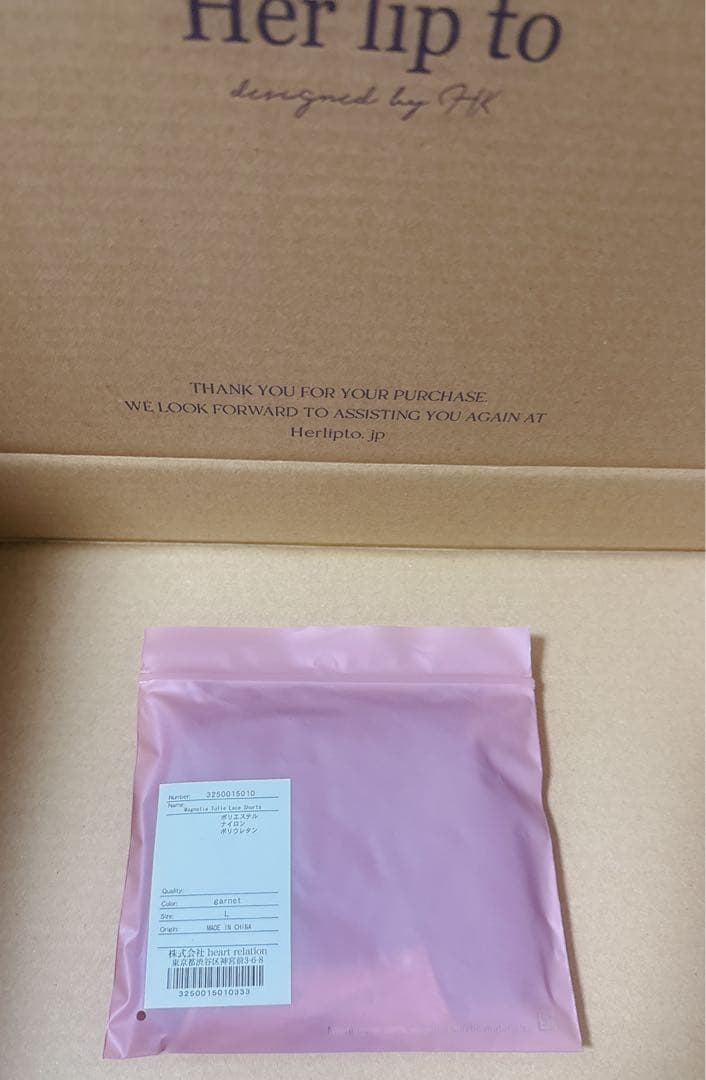 Her lip to
designed by HK
THANK YOU FOR YOUR PURCHASE.
WE LOOK FORWARD TO ASSISTING YOU AGAIN AT
Herlipto.jp
Number: 3250015010
Name: Magnolia Tulle Lace Shorts
ポリエステル
ナイロン
ポリウレタン
Quality:
Color: garnet
Size: L
Origin: MADE IN CHINA
株式会社 heart relation
東京都渋谷区神宮前3-6-8
3250015010333